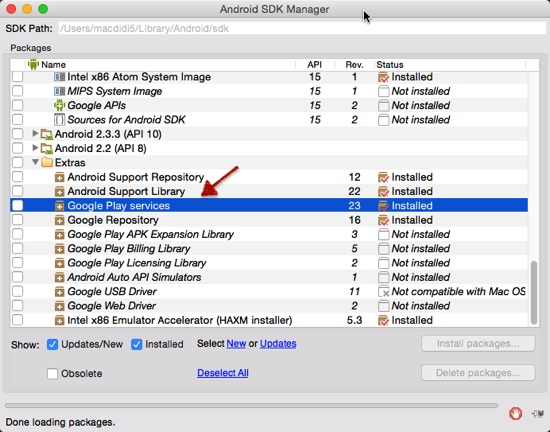 Android SDK Manager
SDK Path: /Users/macdidi5/Library/Android/sdk
Packages
Name API Rev. Status
Intel x86 Atom System Image 15 1 Installed
MIPS System Image 15 1 Not installed
Google APIs 15 2 Not installed
Sources for Android SDK 15 2 Not installed
Android 2.3.3 (API 10)
Android 2.2 (API 8)
Extras
Android Support Repository 12 Installed
Android Support Library 22 Installed
Google Play services 23 Installed
Google Repository 16 Installed
Google Play APK Expansion Library 3 Not installed
Google Play Billing Library 5 Not installed
Google Play Licensing Library 2 Not installed
Android Auto API Simulators 1 Not installed
Google USB Driver 11 Not compatible with Mac OS
Google Web Driver 2 Not installed
Intel x86 Emulator Accelerator (HAXM installer) 5.3 Installed
Show: Updates/New Installed Select New or Updates Install packages...
Obsolete Deselect All Delete packages...
Done loading packages.